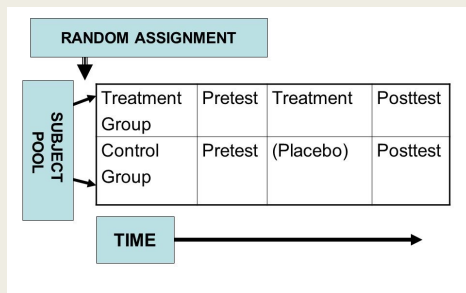 RANDOM ASSIGNMENT
SUBJECT
POOL
Treatment Pretest Treatment Posttest
Group
Control Pretest (Placebo) Posttest
Group
TIME